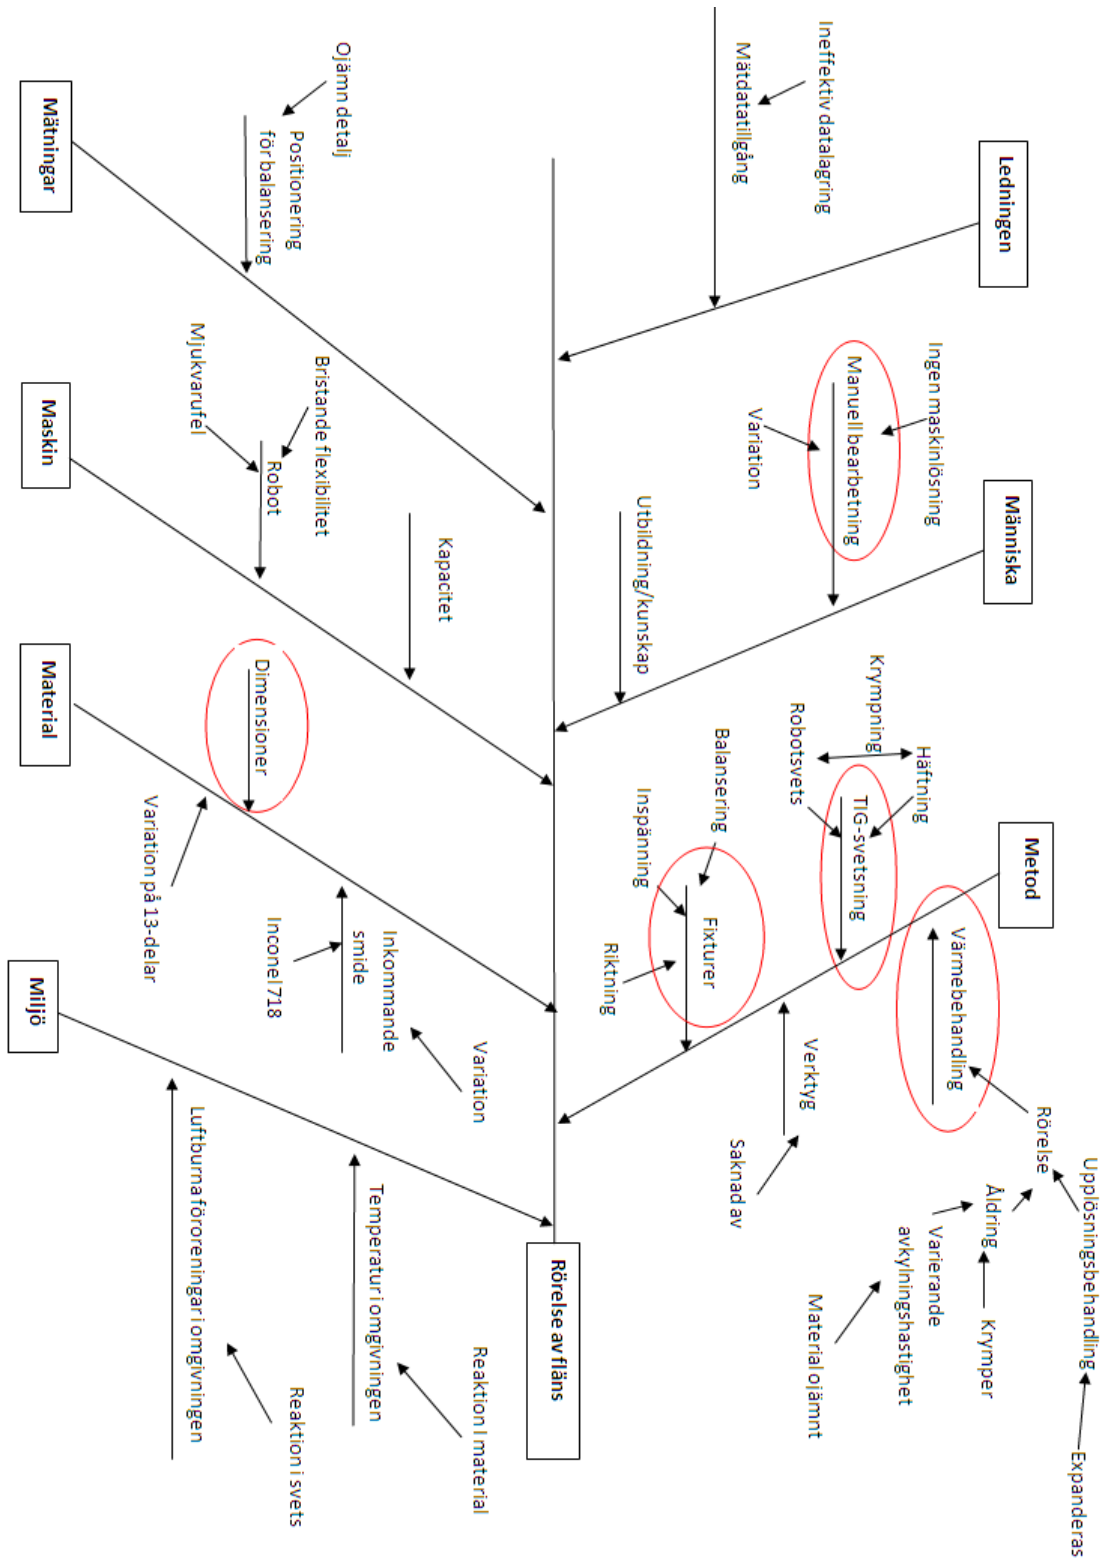 Ledningen
Människa
Metod
Ineffektiv datalagring
Mätdatatillgång
Ingen maskinlösning
Manuell bearbetning
Variation
Utbildning/kunskap
Krympning
Häftning
Robotsvets
TIG-svetsning
Balansering
Inspänning
Fixturer
Riktning
Värmebehandling
Rörelse
Upplösningsbehandling
Expanderas
Åldring
Krymper
Varierande
avkylningshastighet
Material ojämnt
Verktyg
Saknad av
Rörelse av fläns
Ojämn detalj
Positionering
för balansering
Bristande flexibilitet
Mjukvarufel
Robot
Kapacitet
Dimensioner
Variation på 13-delar
Inkommande
smide
Inconel 718
Variation
Temperatur i omgivningen
Reaktion I material
Luftburna föroreningar i omgivningen
Reaktion i svets
Mätningar
Maskin
Material
Miljö